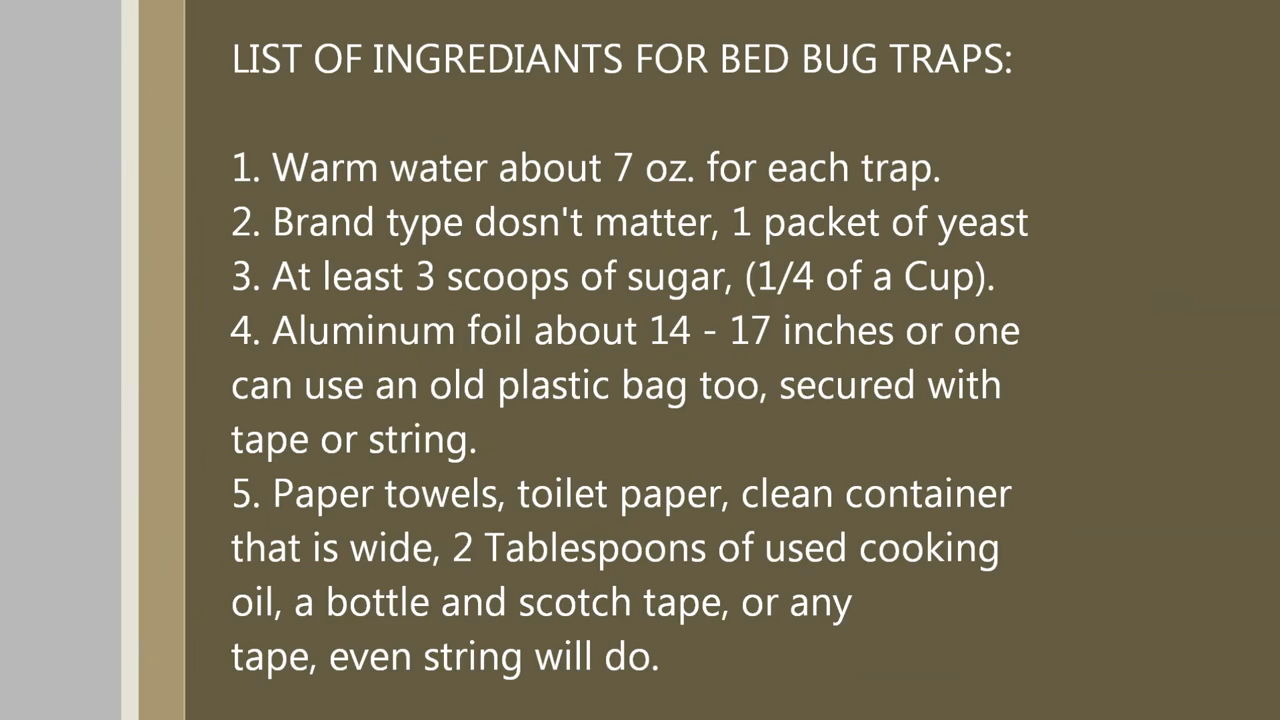 LIST OF INGREDIANTS FOR BED BUG TRAPS:
1. Warm water about 7 oz. for each trap.
2. Brand type dosn't matter, 1 packet of yeast
3. At least 3 scoops of sugar, (1/4 of a Cup).
4. Aluminum foil about 14 - 17 inches or one
can use an old plastic bag too, secured with
tape or string.
5. Paper towels, toilet paper, clean container
that is wide, 2 Tablespoons of used cooking
oil, a bottle and scotch tape, or any
tape, even string will do.